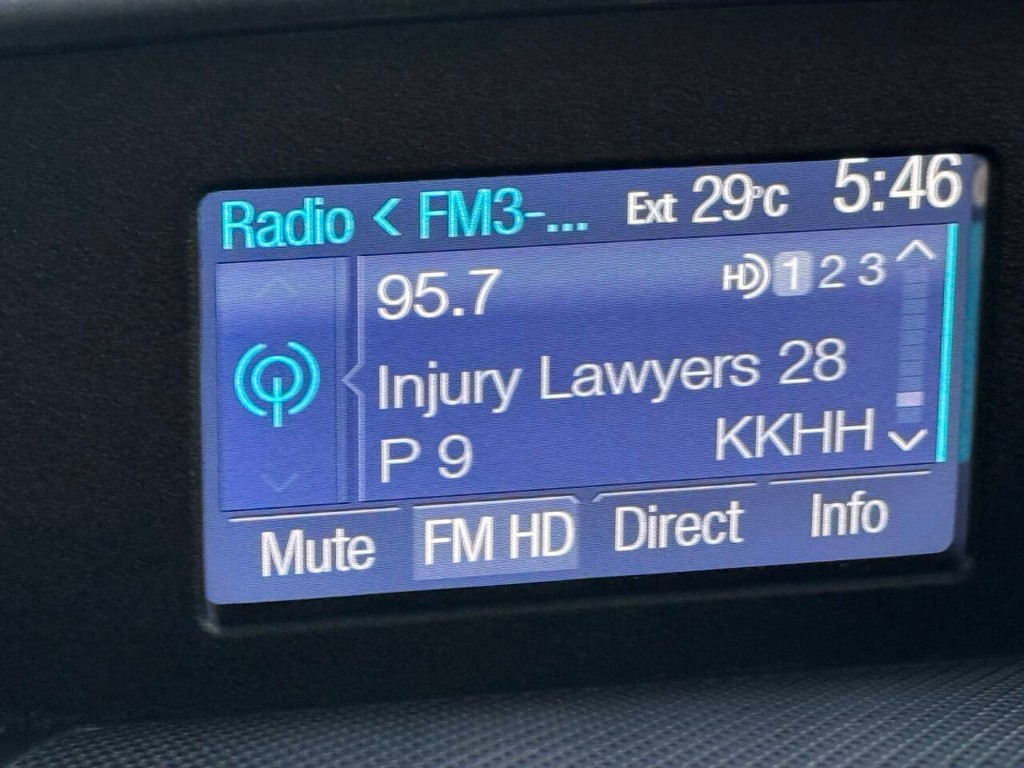 Radio < FM3-... Ext 29°C 5:46
95.7 HD 1 2 3
Injury Lawyers 28
P 9 KKHH
Mute FM HD Direct Info